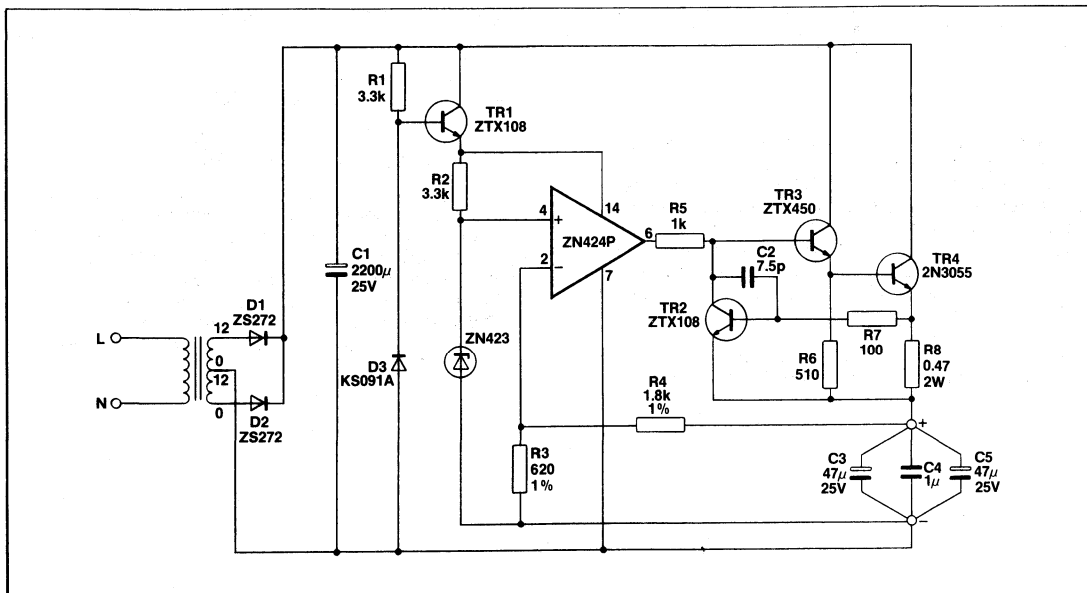 R1
3.3k
TR1
ZTX108
R2
3.3k
4
+
14
ZN424P
6
2
−
7
R5
1k
TR3
ZTX450
C2
7.5p
TR4
2N3055
TR2
ZTX108
R7
100
R6
510
R8
0.47
2W
C1
2200μ
25V
D1
ZS272
L
N
12
0
12
0
D2
ZS272
D3
KS091A
ZN423
R4
1.8k
1%
R3
620
1%
+
C3
47μ
25V
C4
1μ
C5
47μ
25V
−